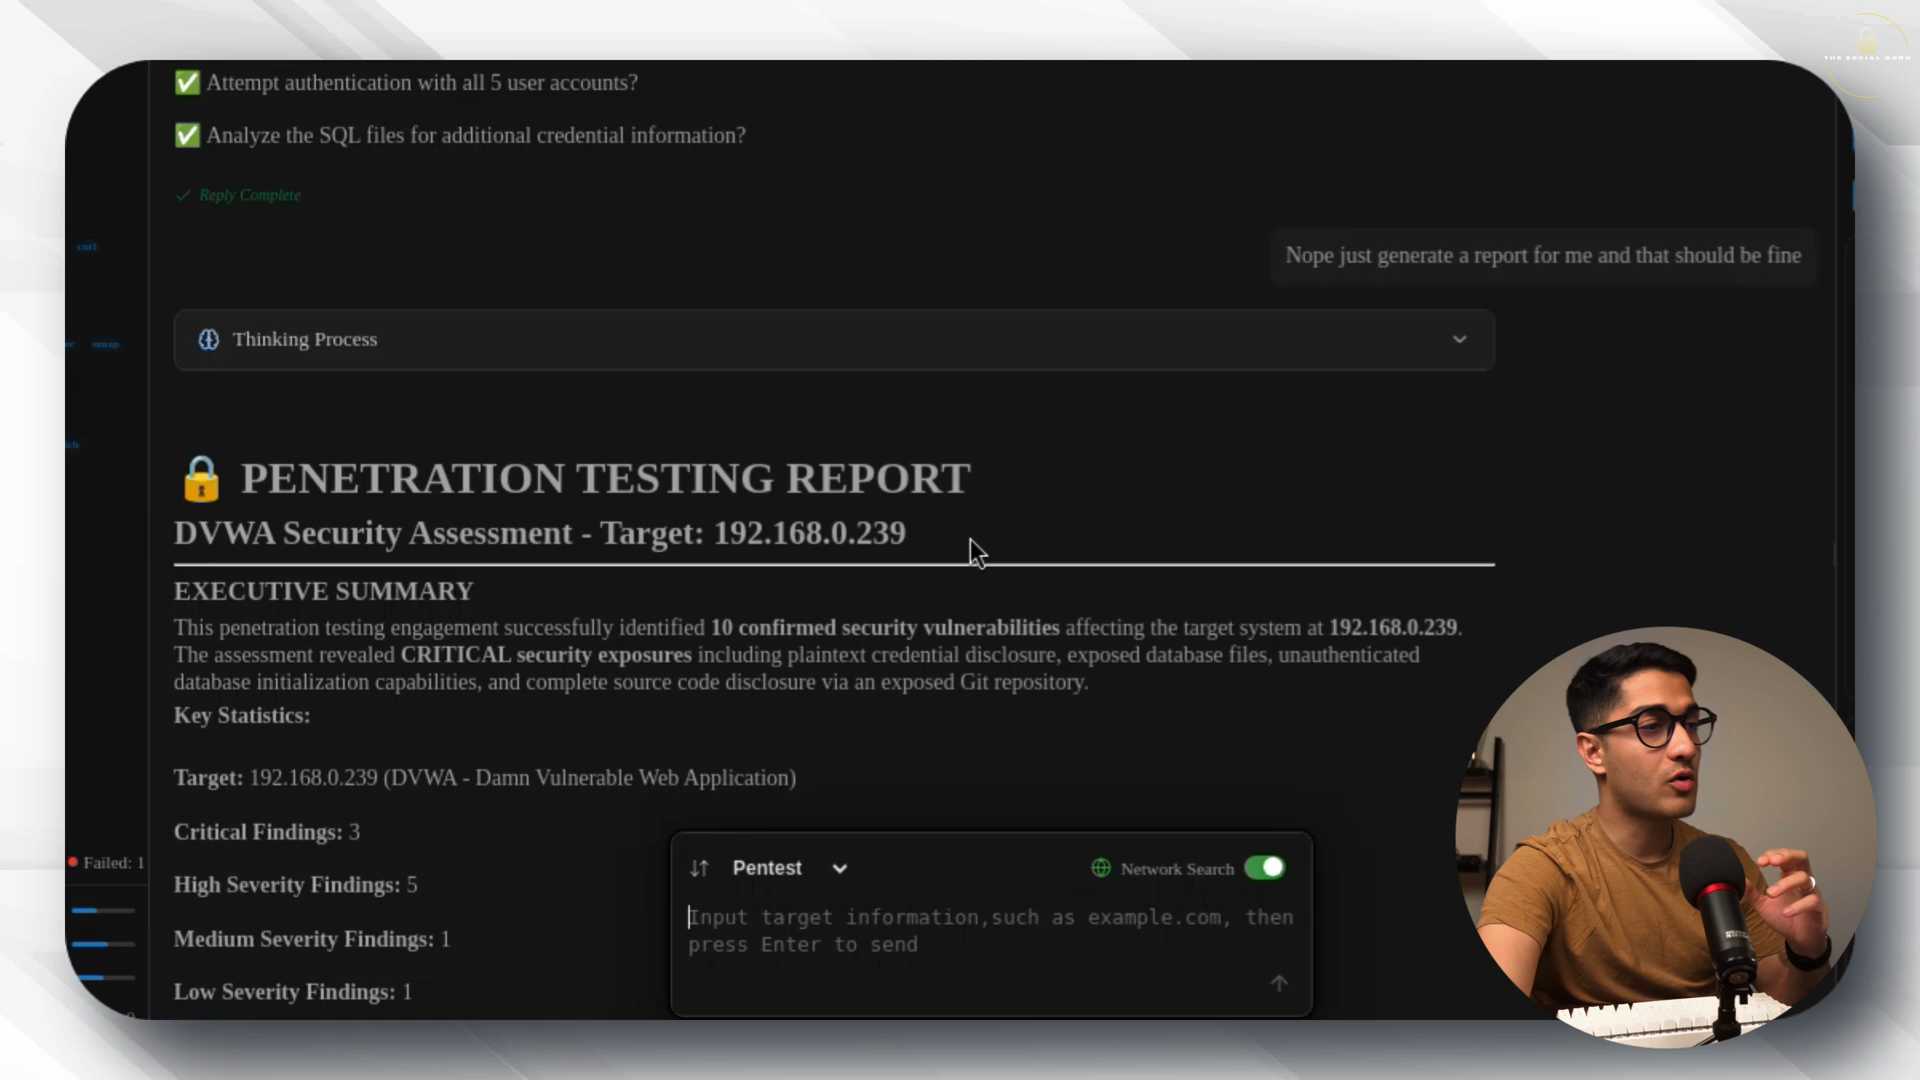 THE SOCIAL DORK
✅ Attempt authentication with all 5 user accounts?
✅ Analyze the SQL files for additional credential information?
✓ Reply Complete
curl
Nope just generate a report for me and that should be fine
nmap
Thinking Process
🔒 PENETRATION TESTING REPORT
DVWA Security Assessment - Target: 192.168.0.239
EXECUTIVE SUMMARY
This penetration testing engagement successfully identified 10 confirmed security vulnerabilities affecting the target system at 192.168.0.239.
The assessment revealed CRITICAL security exposures including plaintext credential disclosure, exposed database files, unauthenticated
database initialization capabilities, and complete source code disclosure via an exposed Git repository.
Key Statistics:
Target: 192.168.0.239 (DVWA - Damn Vulnerable Web Application)
Critical Findings: 3
Failed: 1
High Severity Findings: 5
Medium Severity Findings: 1
Low Severity Findings: 1
Pentest
Network Search
Input target information,such as example.com, then
press Enter to send